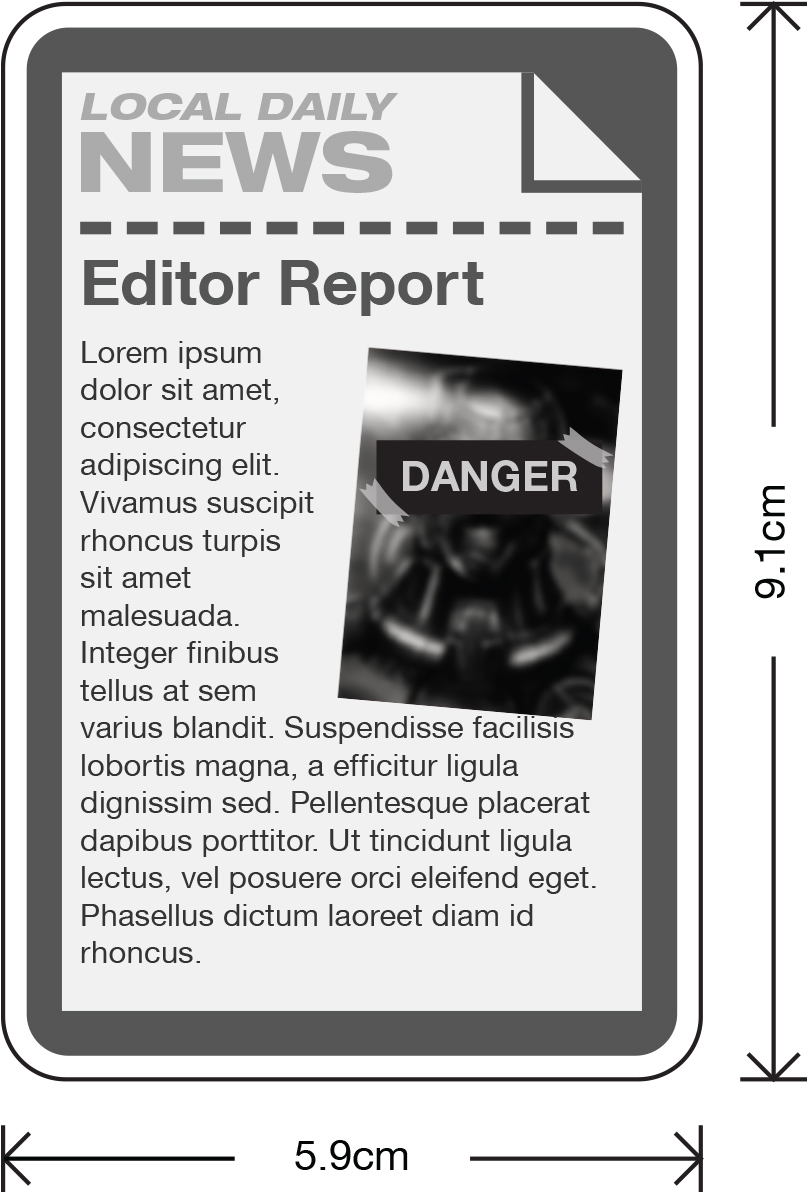 LOCAL DAILY
NEWS
Editor Report
Lorem ipsum
dolor sit amet,
consectetur
adipiscing elit.
Vivamus suscipit
rhoncus turpis
sit amet
malesuada.
Integer finibus
tellus at sem
varius blandit. Suspendisse facilisis
lobortis magna, a efficitur ligula
dignissim sed. Pellentesque placerat
dapibus porttitor. Ut tincidunt ligula
lectus, vel posuere orci eleifend eget.
Phasellus dictum laoreet diam id
rhoncus.
DANGER
9.1cm
5.9cm